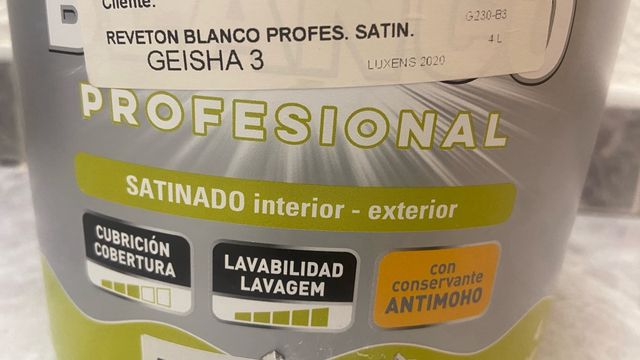 Cliente:
G230-B3
REVETON BLANCO PROFES. SATIN.
4 L
GEISHA 3
LUXENS 2020
PROFESIONAL
SATINADO interior - exterior
CUBRICIÓN
COBERTURA
LAVABILIDAD
LAVAGEM
con
conservante
ANTIMOHO